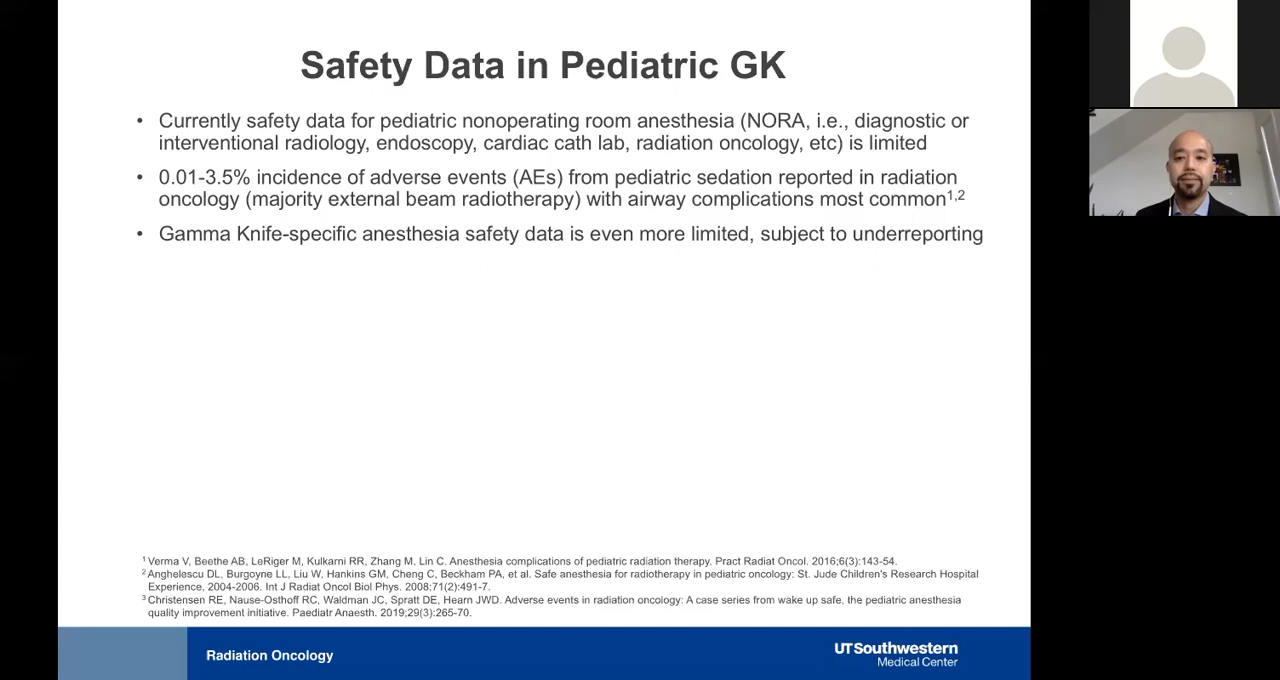 Safety Data in Pediatric GK
• Currently safety data for pediatric nonoperating room anesthesia (NORA, i.e., diagnostic or
interventional radiology, endoscopy, cardiac cath lab, radiation oncology, etc) is limited
• 0.01-3.5% incidence of adverse events (AEs) from pediatric sedation reported in radiation
oncology (majority external beam radiotherapy) with airway complications most common1,2
• Gamma Knife-specific anesthesia safety data is even more limited, subject to underreporting
1 Verma V, Beethe AB, LeRiger M, Kulkarni RR, Zhang M, Lin C. Anesthesia complications of pediatric radiation therapy. Pract Radiat Oncol. 2016;6(3):143-54.
2 Anghelescu DL, Burgoyne LL, Liu W, Hankins GM, Cheng C, Beckham PA, et al. Safe anesthesia for radiotherapy in pediatric oncology: St. Jude Children's Research Hospital
Experience, 2004-2006. Int J Radiat Oncol Biol Phys. 2008;71(2):491-7.
3 Christensen RE, Nause-Osthoff RC, Waldman JC, Spratt DE, Hearn JWD. Adverse events in radiation oncology: A case series from wake up safe, the pediatric anesthesia
quality improvement initiative. Paediatr Anaesth. 2019;29(3):265-70.
Radiation Oncology
UTSouthwestern
Medical Center